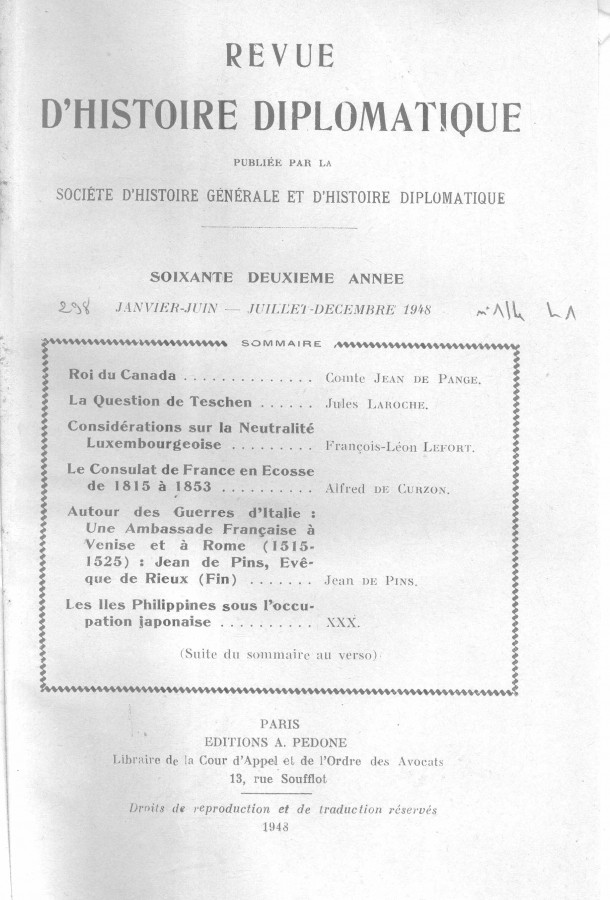 REVUE
D'HISTOIRE DIPLOMATIQUE
PUBLIÉE PAR LA
SOCIÉTE D'HISTOIRE GÉNÉRALE ET D'HISTOIRE DIPLOMATIQUE
SOIXANTE DEUXIEME ANNEE
298 JANVIER-JUIN — JUILLET-DECEMBRE 1948
SOMMAIRE
Roi du Canada . . . . . . . . . . . . . . Comte JEAN DE PANGE.
La Question de Teschen . . . . . . Jules LAROCHE.
Considérations sur la Neutralité
Luxembourgeoise . . . . . . . . . François-Léon LEFORT.
Le Consulat de France en Ecosse
de 1815 à 1853 . . . . . . . . . . Alfred DE CURZON.
Autour des Guerres d'Italie :
Une Ambassade Française à
Venise et à Rome (1515-
1525) : Jean de Pins, Evê-
que de Rieux (Fin) . . . . . . . Jean DE PINS.
Les Iles Philippines sous l'occu-
pation japonaise . . . . . . . . . . XXX.
(Suite du sommaire au verso)
PARIS
EDITIONS A. PEDONE
Libraire de la Cour d'Appel et de l'Ordre des Avocats
13, rue Soufflot
Droits de reproduction et de traduction réservés
1948